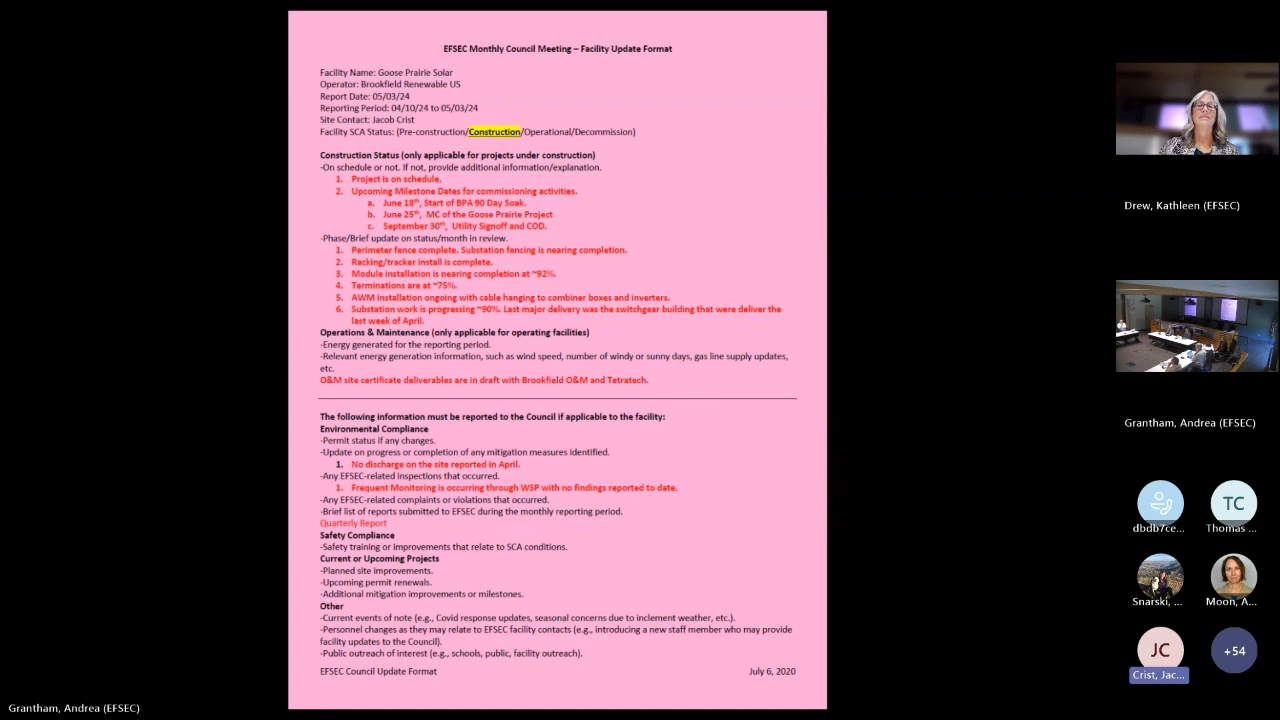 EFSEC Monthly Council Meeting – Facility Update Format
Facility Name: Goose Prairie Solar
Operator: Brookfield Renewable US
Report Date: 05/03/24
Reporting Period: 04/10/24 to 05/03/24
Site Contact: Jacob Crist
Facility SCA Status: (Pre-construction/Construction/Operational/Decommission)
Construction Status (only applicable for projects under construction)
-On schedule or not. If not, provide additional information/explanation.
1. Project is on schedule.
2. Upcoming Milestone Dates for commissioning activities.
a. June 18th, Start of BPA 90 Day Soak.
b. June 25th, MC of the Goose Prairie Project
c. September 30th, Utility Signoff and COD.
-Phase/Brief update on status/month in review.
1. Perimeter fence complete. Substation fencing is nearing completion.
2. Racking/tracker install is complete.
3. Module installation is nearing completion at ~92%.
4. Terminations are at ~75%.
5. AWM installation ongoing with cable hanging to combiner boxes and inverters.
6. Substation work is progressing ~90%. Last major delivery was the switchgear building that were deliver the
last week of April.
Operations & Maintenance (only applicable for operating facilities)
-Energy generated for the reporting period.
-Relevant energy generation information, such as wind speed, number of windy or sunny days, gas line supply updates,
etc.
O&M site certificate deliverables are in draft with Brookfield O&M and Tetratech.
The following information must be reported to the Council if applicable to the facility:
Environmental Compliance
-Permit status if any changes.
-Update on progress or completion of any mitigation measures identified.
1. No discharge on the site reported in April.
-Any EFSEC-related inspections that occurred.
1. Frequent Monitoring is occurring through WSP with no findings reported to date.
-Any EFSEC-related complaints or violations that occurred.
-Brief list of reports submitted to EFSEC during the monthly reporting period.
Quarterly Report
Safety Compliance
-Safety training or improvements that relate to SCA conditions.
Current or Upcoming Projects
-Planned site improvements.
-Upcoming permit renewals.
-Additional mitigation improvements or milestones.
Other
-Current events of note (e.g., Covid response updates, seasonal concerns due to inclement weather, etc.).
-Personnel changes as they may relate to EFSEC facility contacts (e.g., introducing a new staff member who may provide
facility updates to the Council).
-Public outreach of interest (e.g., schools, public, facility outreach).
EFSEC Council Update Format July 6, 2020
Drew, Kathleen (EFSEC)
Grantham, Andrea (EFSEC)
TC
dbdb7ce... Thomas ...
Snarski, ... Moon, A...
JC +54
Crist, Jac...
Grantham, Andrea (EFSEC)